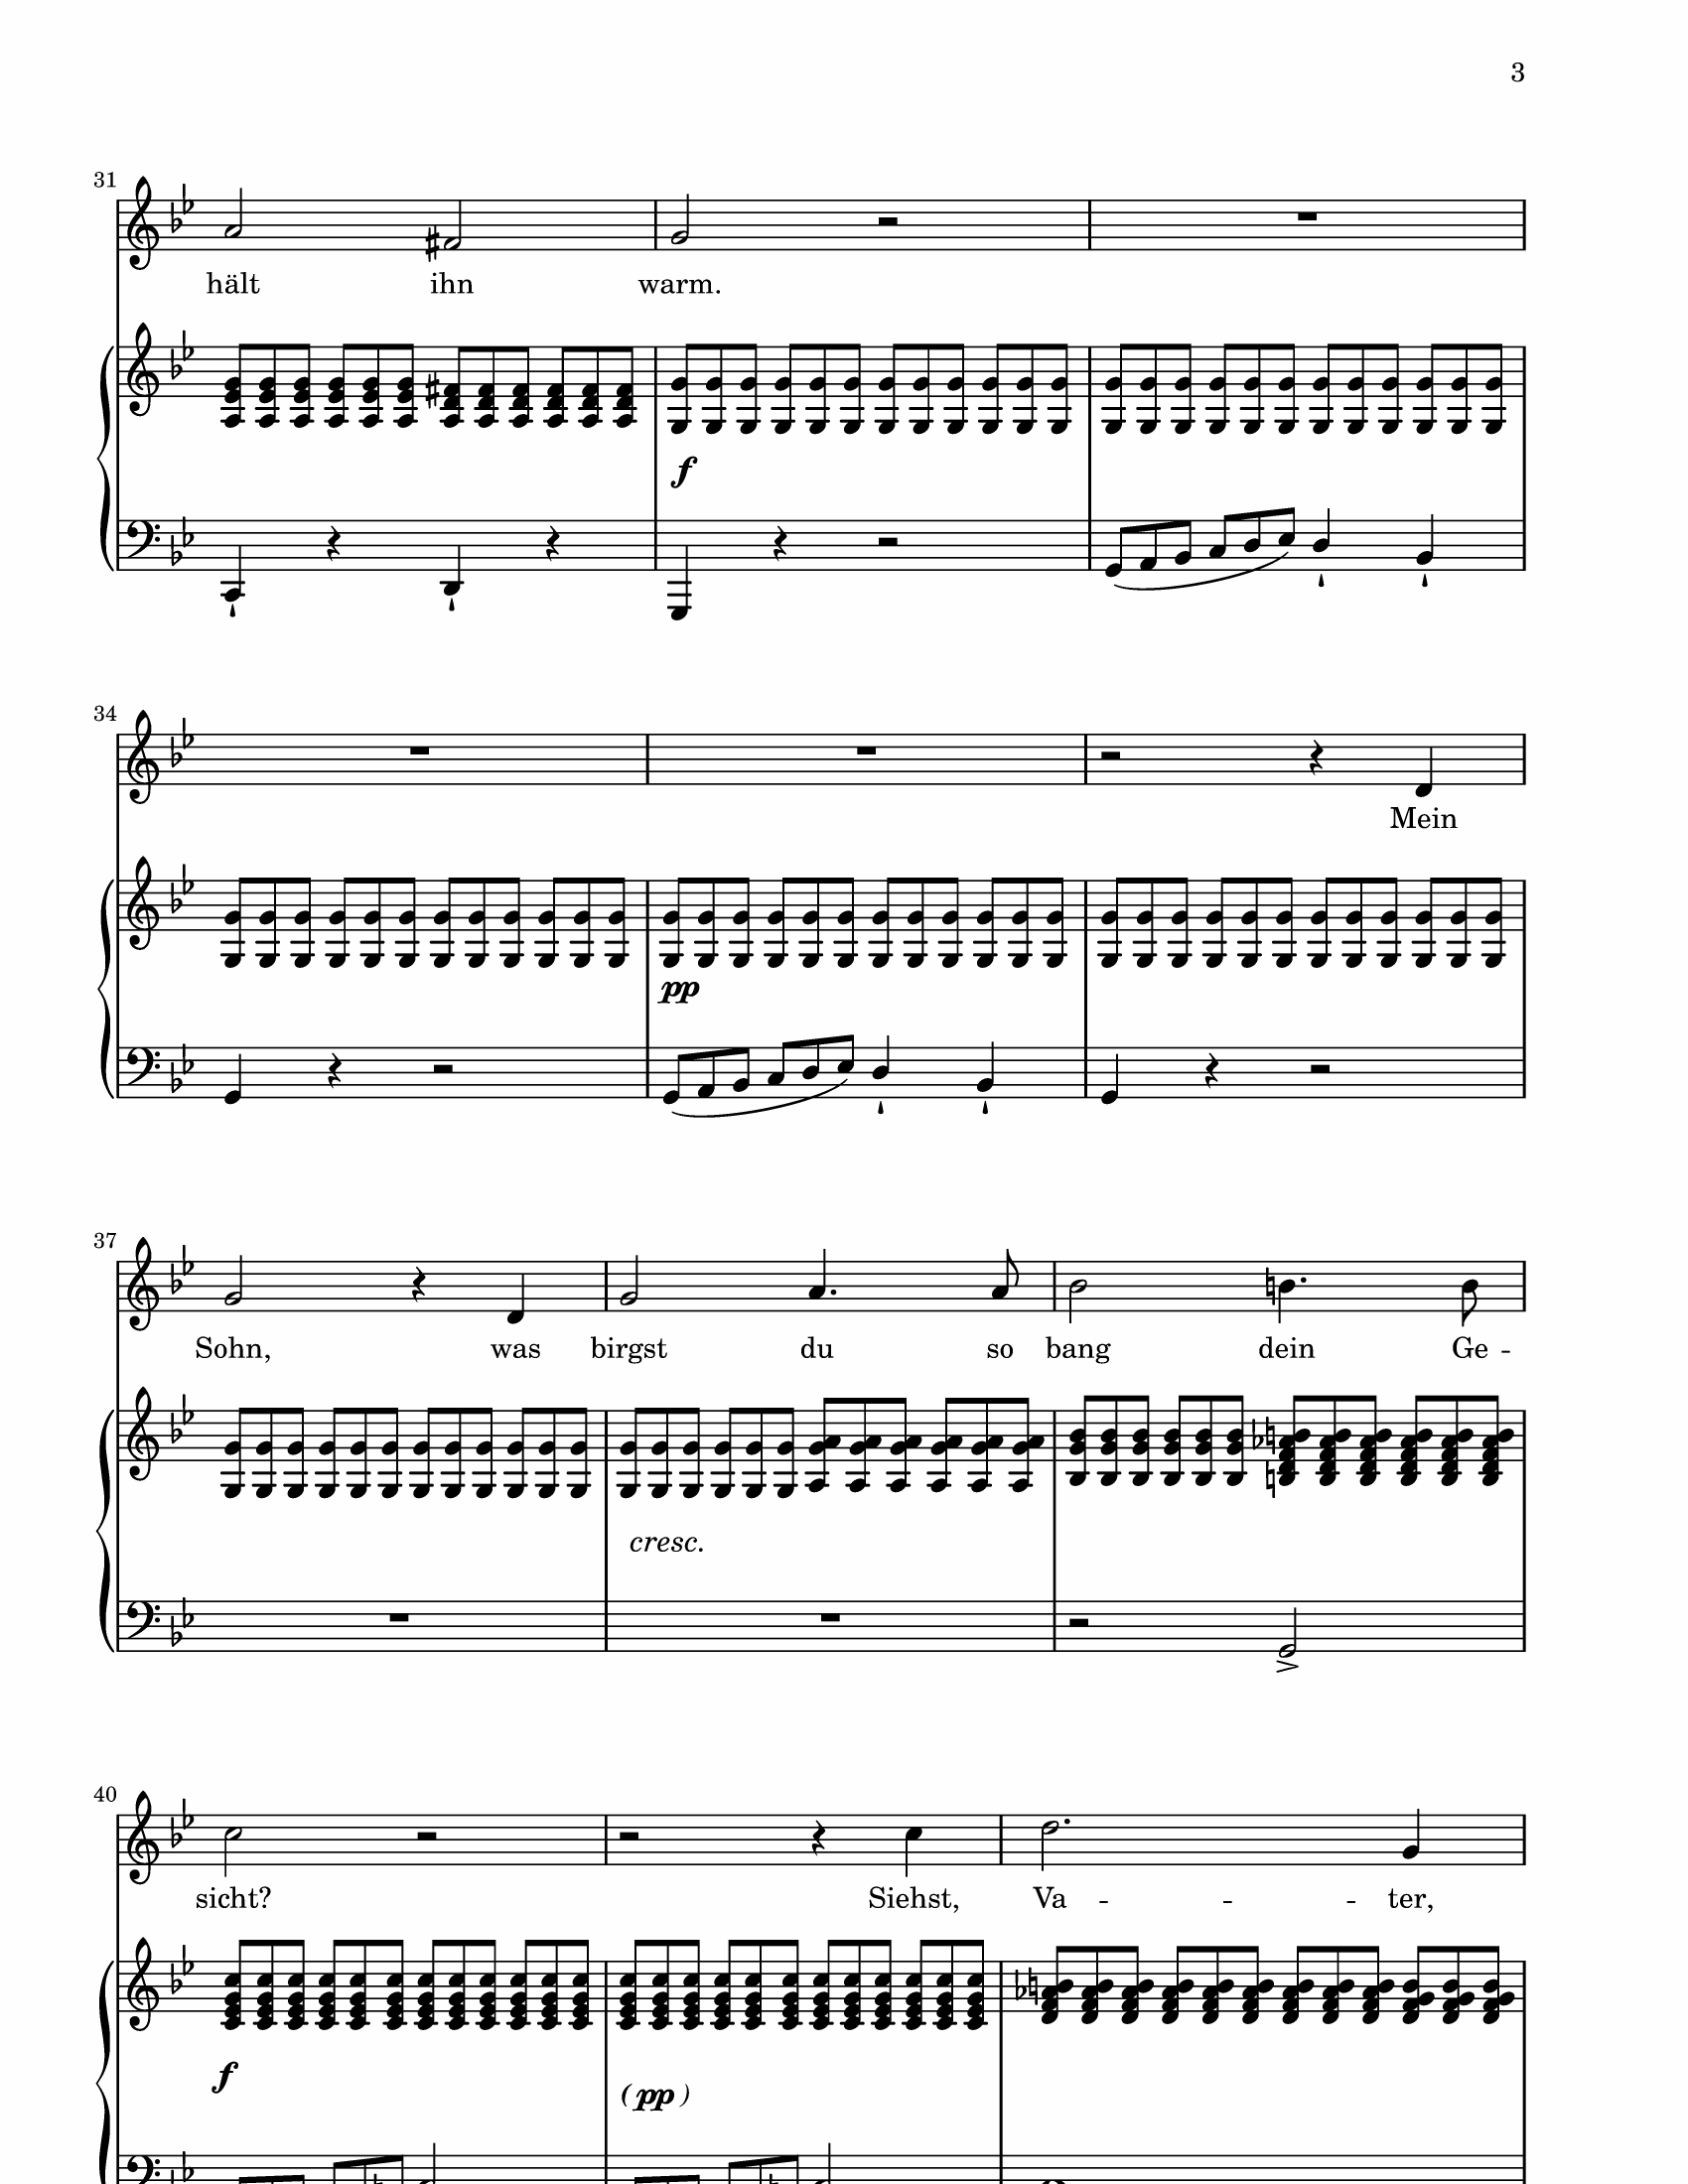 3
31
hält ihn warm.
f
34
Mein
pp
37
Sohn, was birgst du so bang dein Ge -
cresc.
40
sicht? Siehst, Va - - ter,
f
( pp )